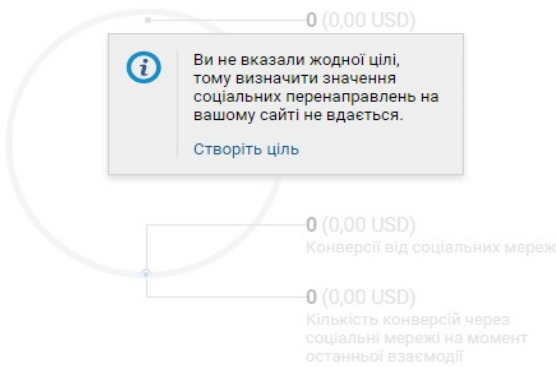 0 (0,00 USD)
Ви не вказали жодної цілі,
тому визначити значення
соціальних перенаправлень на
вашому сайті не вдається.
Створіть ціль
0 (0,00 USD)
Конверсії від соціальних мереж
0 (0,00 USD)
Кількість конверсій через
соціальні мережі на момент
останньої взаємодії